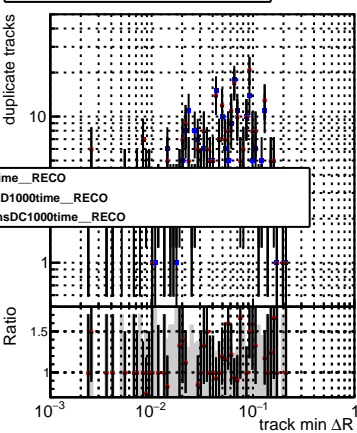 duplicate tracks
10
ime__RECO
D1000time__RECO
nsDC1000time__RECO
1
Ratio
1.5
1
10−3
10−2
10−1
1
track min ΔR